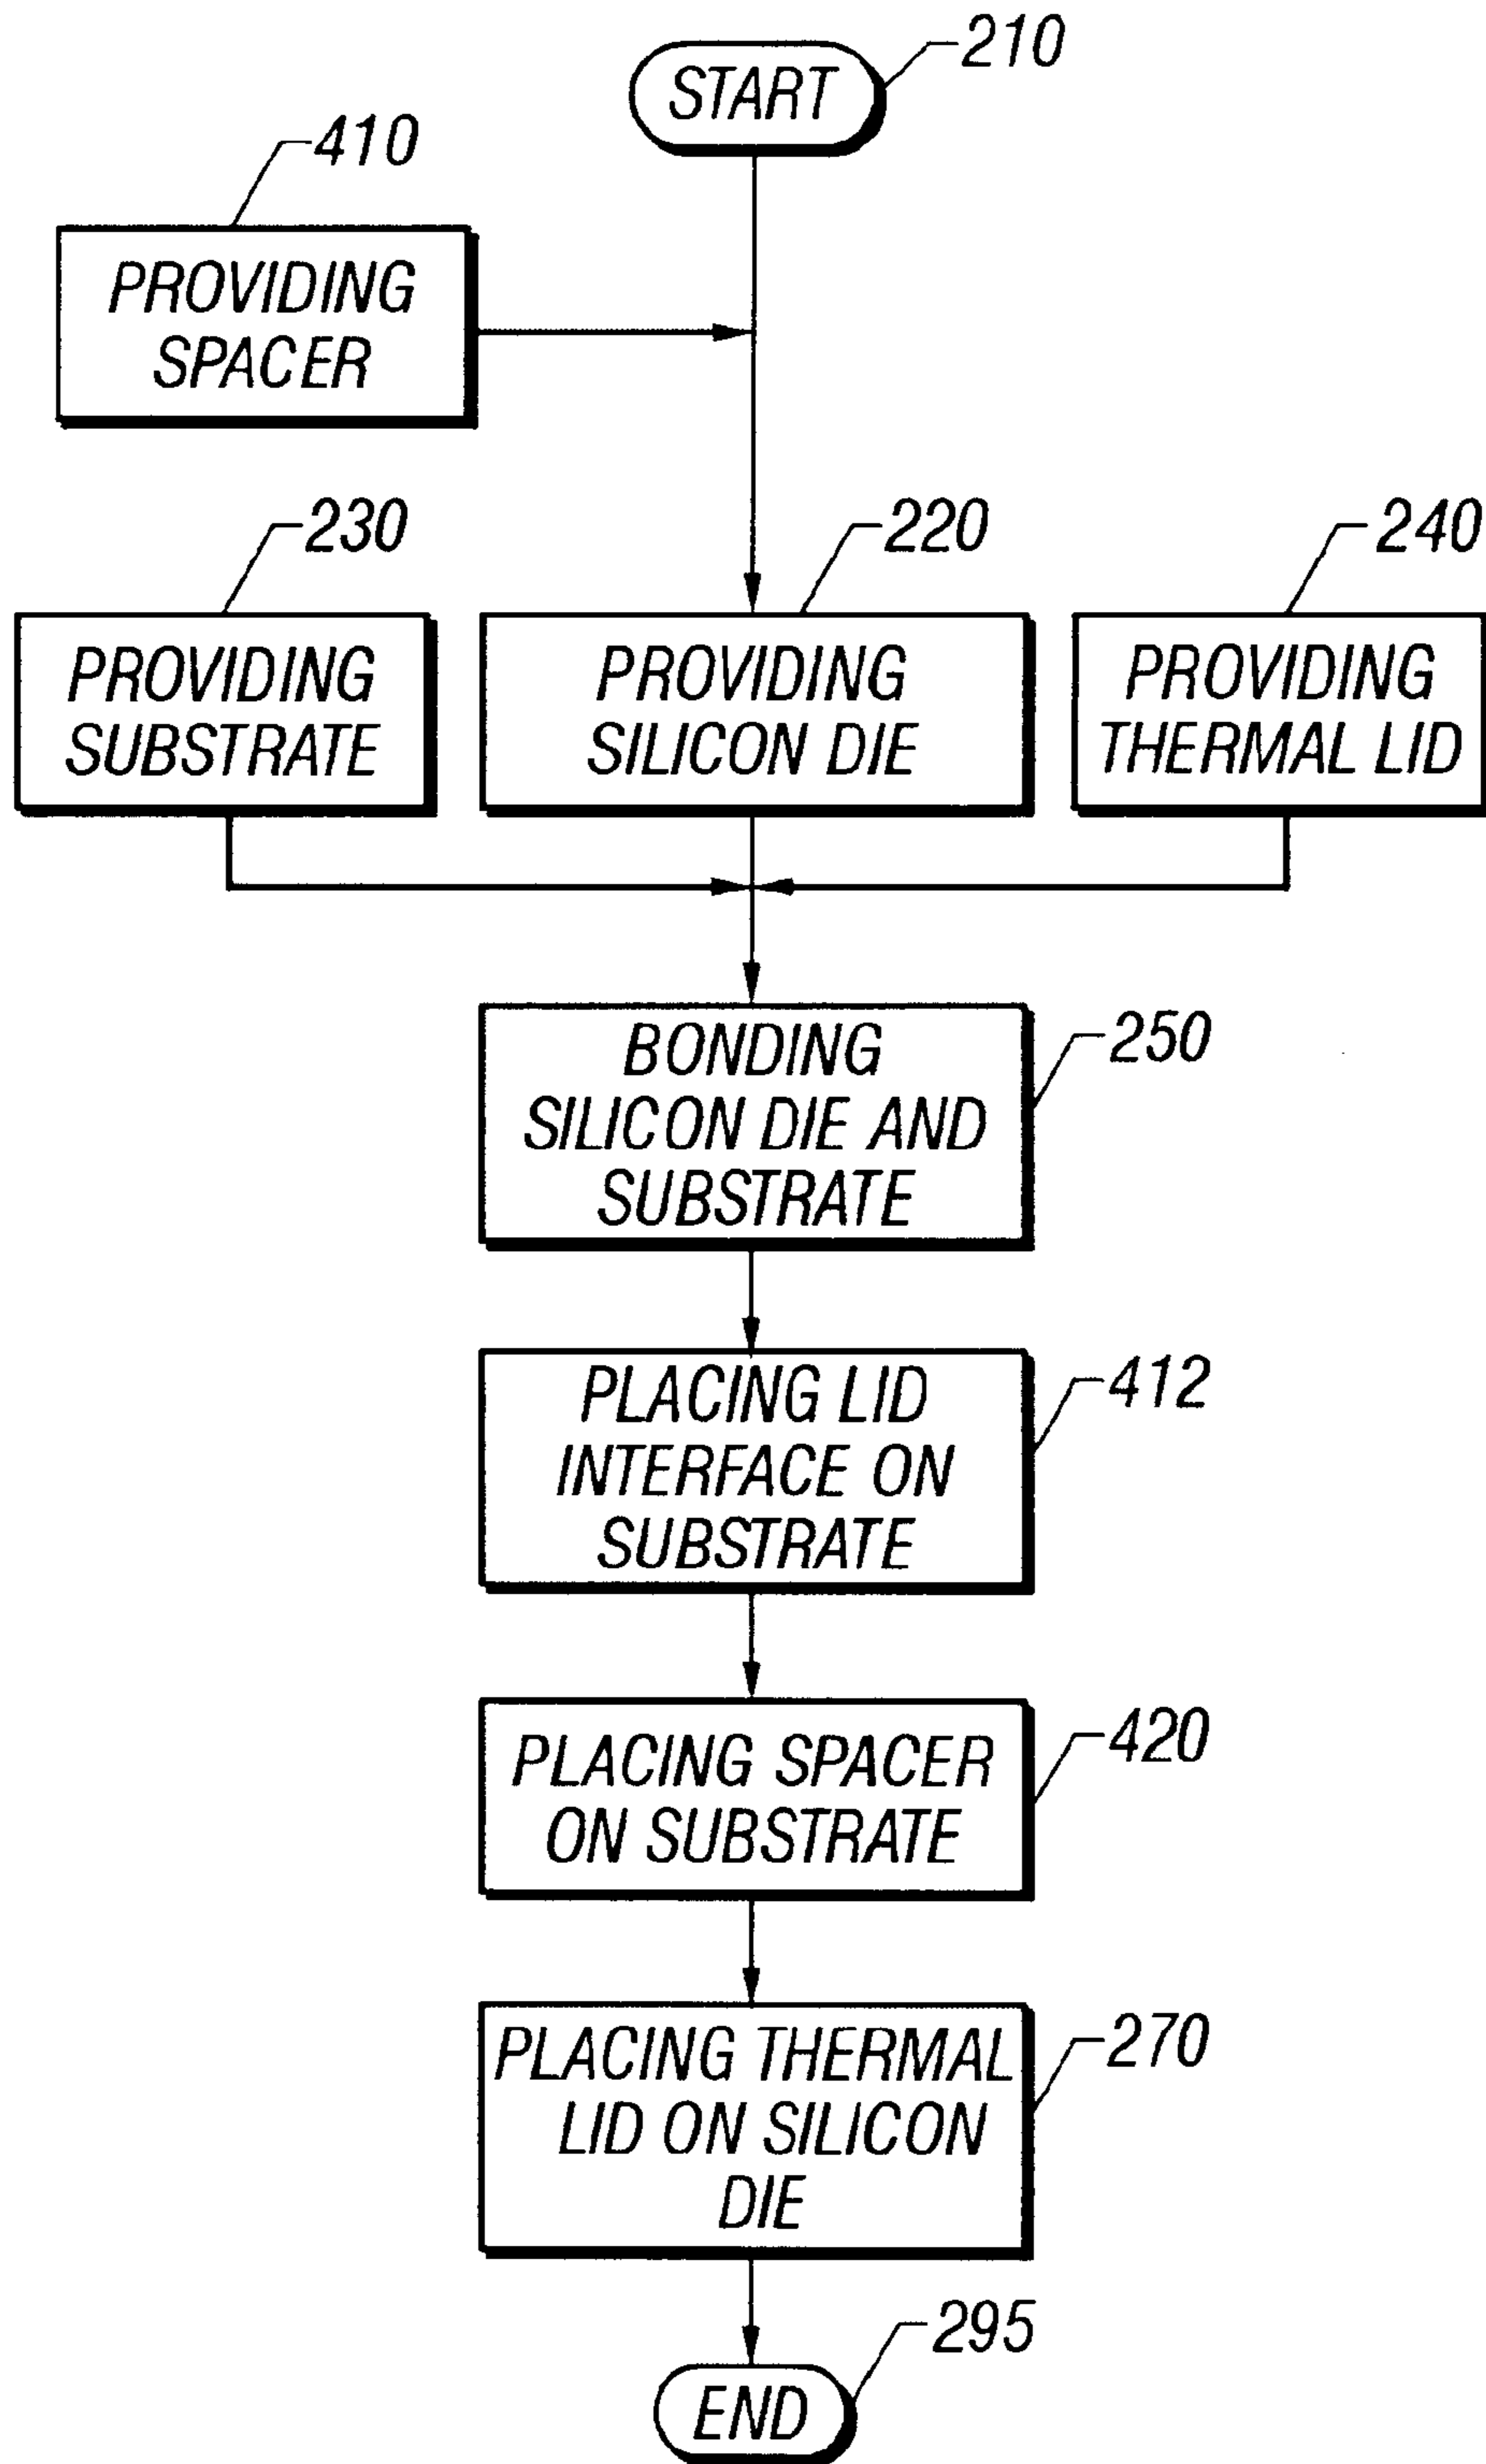 START
210
410
PROVIDING
SPACER
230
PROVIDING
SUBSTRATE
220
PROVIDING
SILICON DIE
240
PROVIDING
THERMAL LID
BONDING
SILICON DIE AND
SUBSTRATE
250
PLACING LID
INTERFACE ON
SUBSTRATE
412
PLACING SPACER
ON SUBSTRATE
420
PLACING THERMAL
LID ON SILICON
DIE
270
END
295